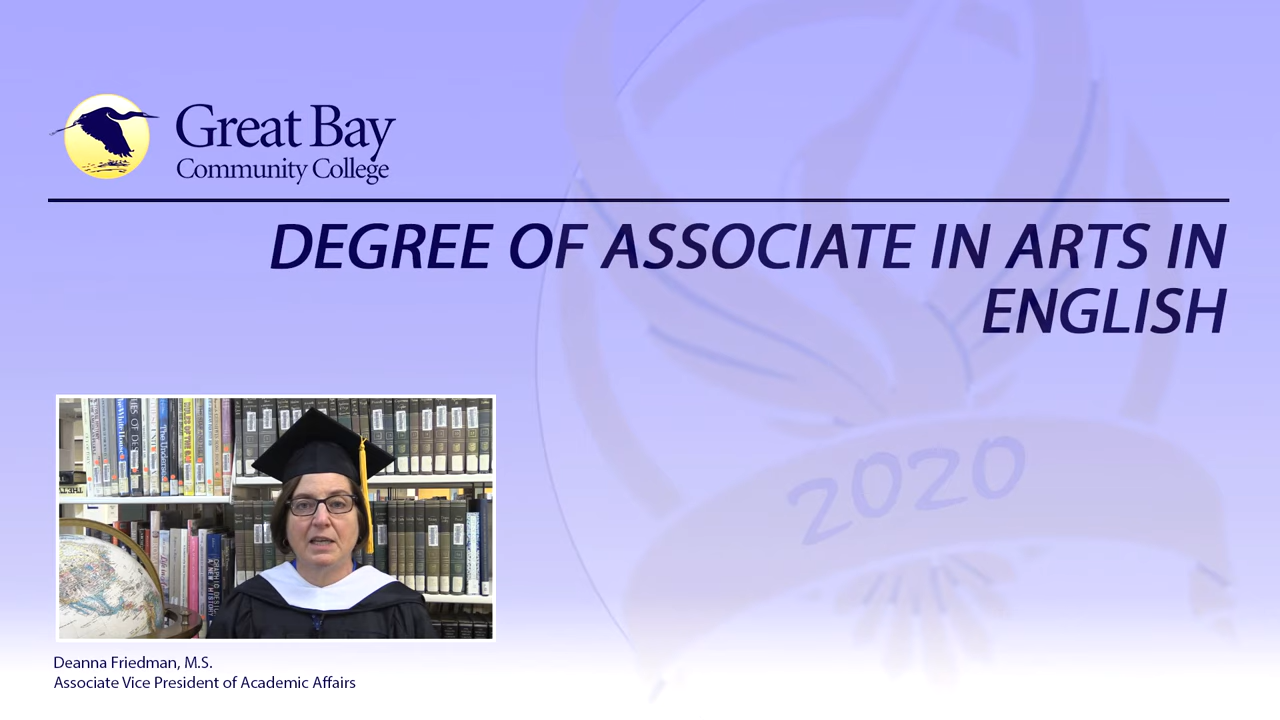 Great Bay
Community College
DEGREE OF ASSOCIATE IN ARTS IN
ENGLISH
2020
Deanna Friedman, M.S.
Associate Vice President of Academic Affairs